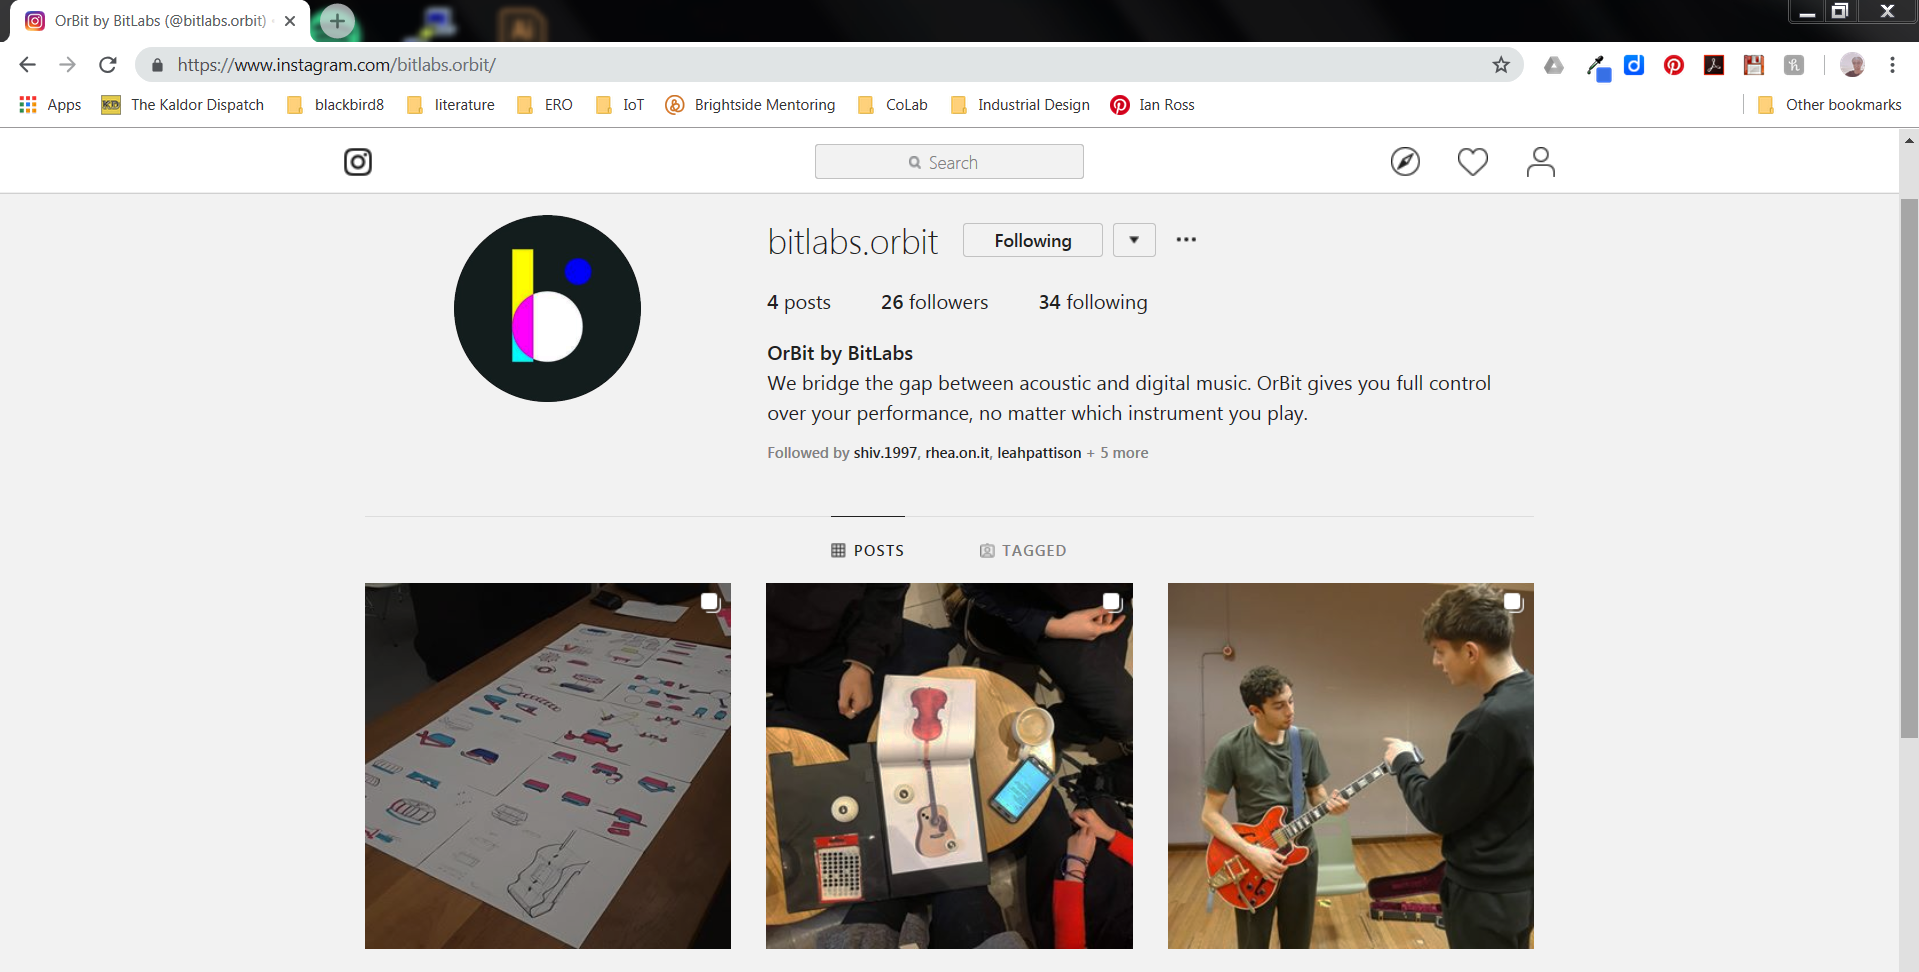 OrBit by BitLabs (@bitlabs.orbit)
Ai
https://www.instagram.com/bitlabs.orbit/
Apps KD The Kaldor Dispatch blackbird8 literature ERO IoT Brightside Mentoring CoLab Industrial Design Ian Ross Other bookmarks
Search
bitlabs.orbit Following
4 posts 26 followers 34 following
OrBit by BitLabs
We bridge the gap between acoustic and digital music. OrBit gives you full control
over your performance, no matter which instrument you play.
Followed by shiv.1997, rhea.on.it, leahpattison + 5 more
POSTS TAGGED